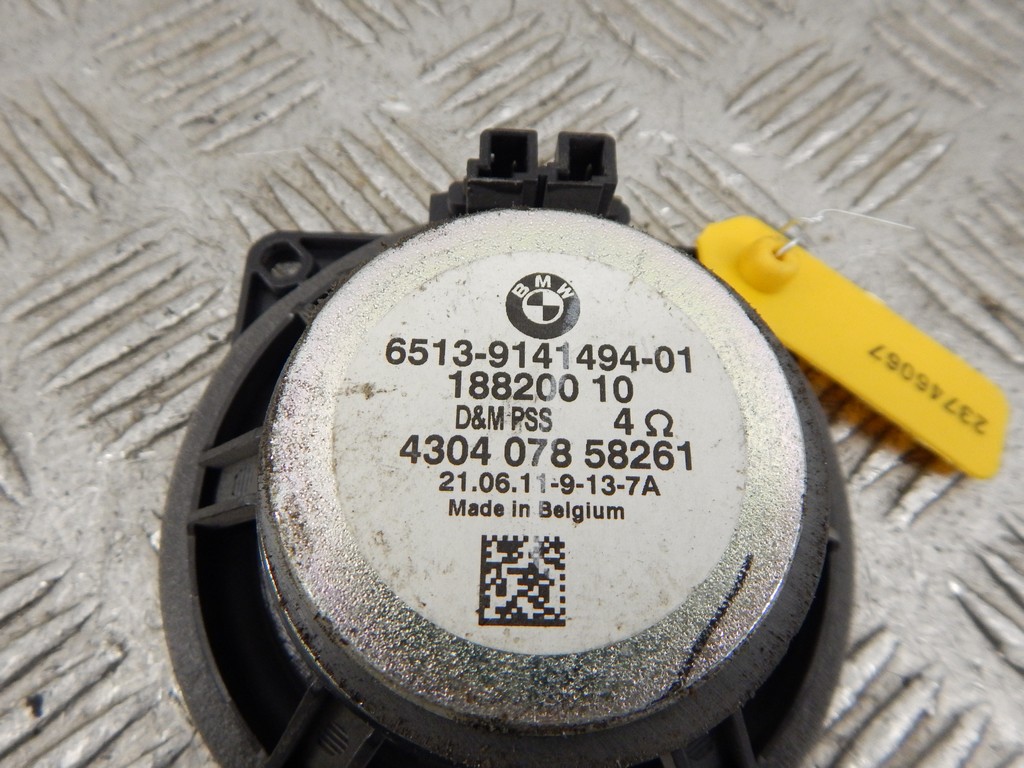 BMW
6513-9141494-01
188200 10
D&M PSS 4 Ω
4304 078 58261
21.06.11-9-13-7A
Made in Belgium
23746067